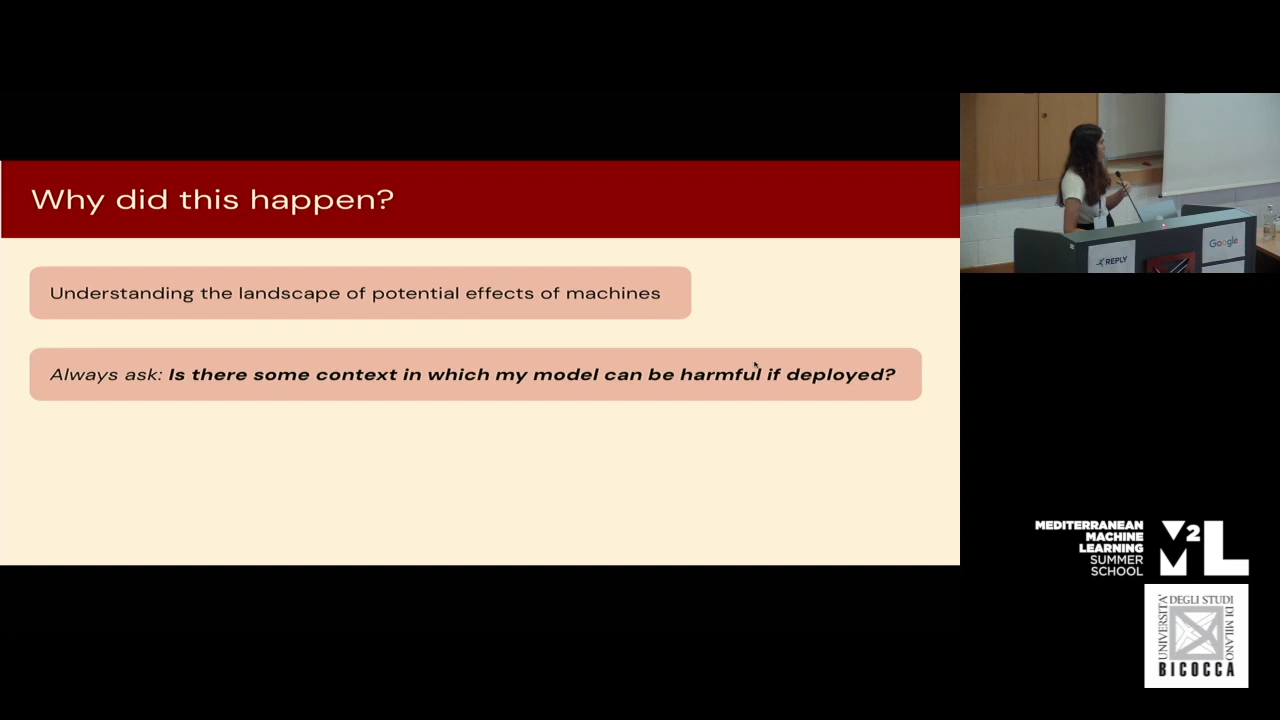 Why did this happen?
Understanding the landscape of potential effects of machines
Always ask: Is there some context in which my model can be harmful if deployed?
REPLY
Google
MEDITERRANEAN
MACHINE
LEARNING
SUMMER
SCHOOL
M2L
UNIVERSITÀ
DEGLI STUDI
DI MILANO
BICOCCA